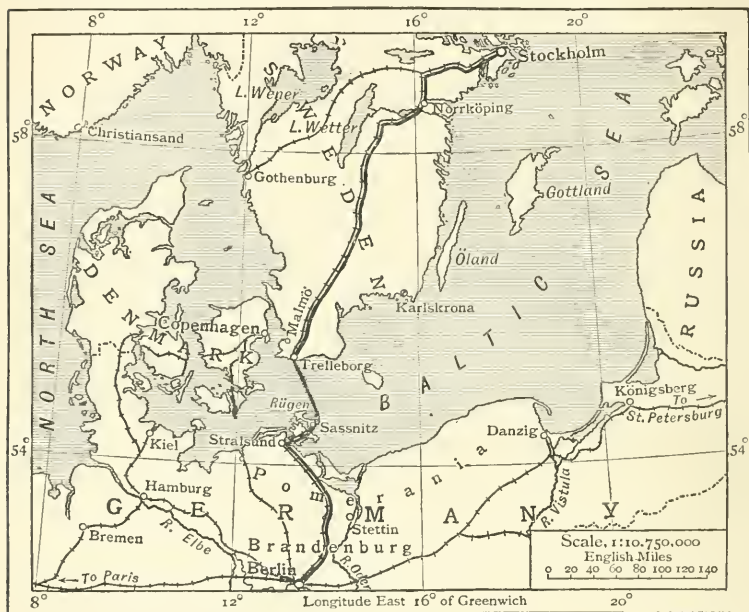 8° 12° 16° 20°
NORWAY
Stockholm
L. Wener
L. Wetter
SWEDEN
Norrköping
58° 58°
Christiansand
Gothenburg
Gottland
NORTH SEA
BALTIC SEA
RUSSIA
DENMARK
Öland
Malmö
Karlskrona
Copenhagen
Trelleborg
Rügen
Königsberg
To
St. Petersburg
Sassnitz
Danzig
Stralsund
54° 54°
Kiel
Pomerania
Hamburg
GERMANY
R. Vistula
Stettin
Bremen
R. Elbe
Brandenburg
Scale, 1:10,750,000
English Miles
0 20 40 60 80 100 120 140
To Paris
Berlin
R. Oder
8° 12° Longitude East 16° of Greenwich 20°